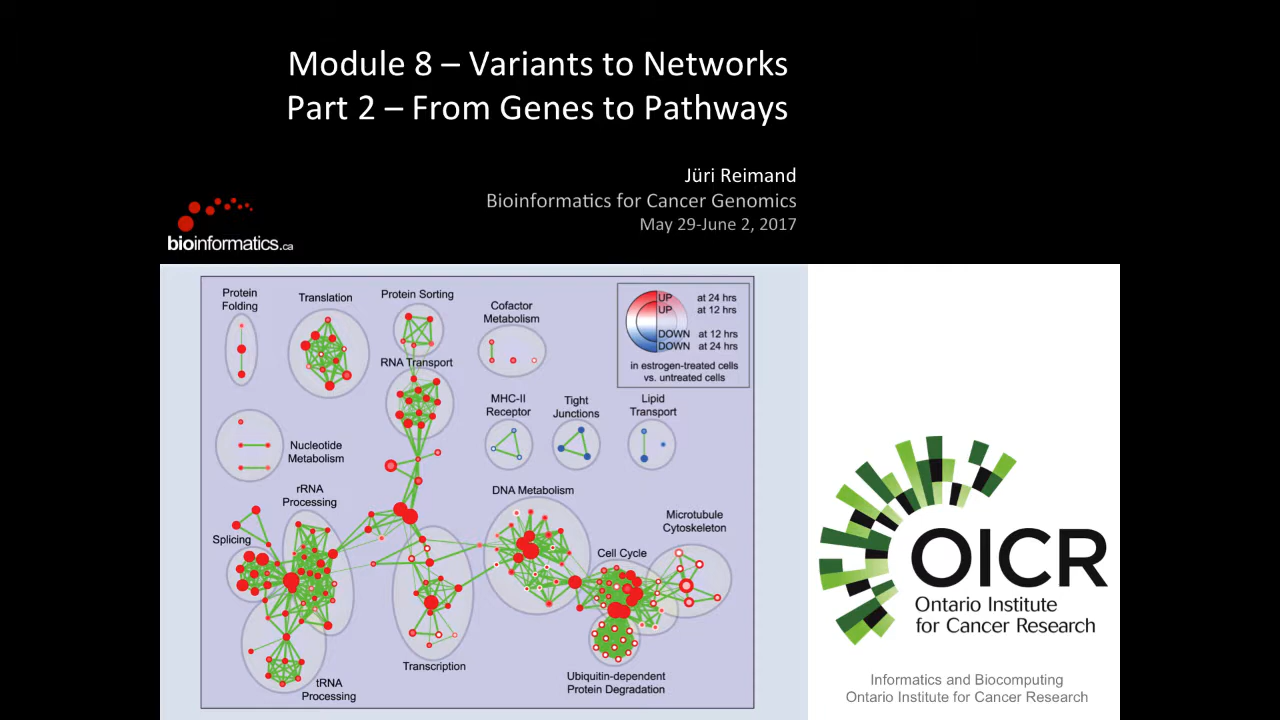 Module 8 – Variants to Networks
Part 2 – From Genes to Pathways
Jüri Reimand
Bioinformatics for Cancer Genomics
May 29-June 2, 2017
bioinformatics.ca
Protein
Folding
Translation
Protein Sorting
Cofactor
Metabolism
UP at 24 hrs
UP at 12 hrs
DOWN at 12 hrs
DOWN at 24 hrs
in estrogen-treated cells
vs. untreated cells
RNA Transport
MHC-II
Receptor
Tight
Junctions
Lipid
Transport
Nucleotide
Metabolism
rRNA
Processing
DNA Metabolism
Microtubule
Cytoskeleton
Splicing
Cell Cycle
Transcription
Ubiquitin-dependent
Protein Degradation
tRNA
Processing
OICR
Ontario Institute
for Cancer Research
Informatics and Biocomputing
Ontario Institute for Cancer Research